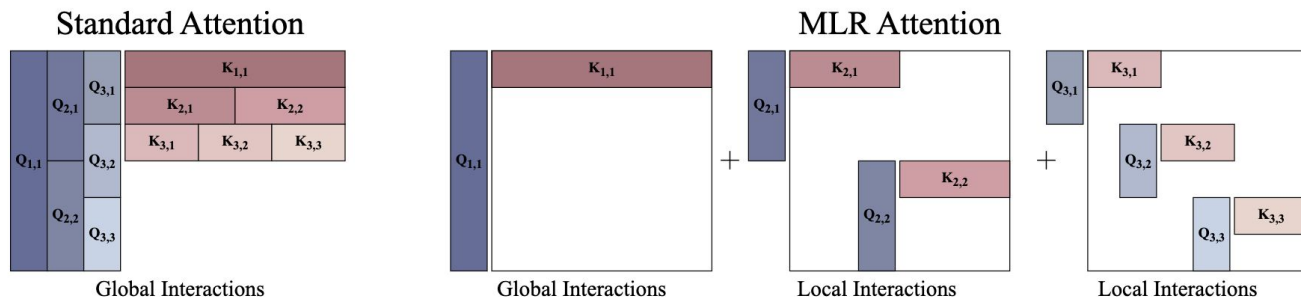 Standard Attention
Q1,1
Q2,1
Q2,2
Q3,1
Q3,2
Q3,3
K1,1
K2,1 K2,2
K3,1 K3,2 K3,3
Global Interactions
MLR Attention
Q1,1
K1,1
Global Interactions
+
Q2,1
K2,1
Q2,2
K2,2
Local Interactions
+
Q3,1
K3,1
Q3,2
K3,2
Q3,3
K3,3
Local Interactions